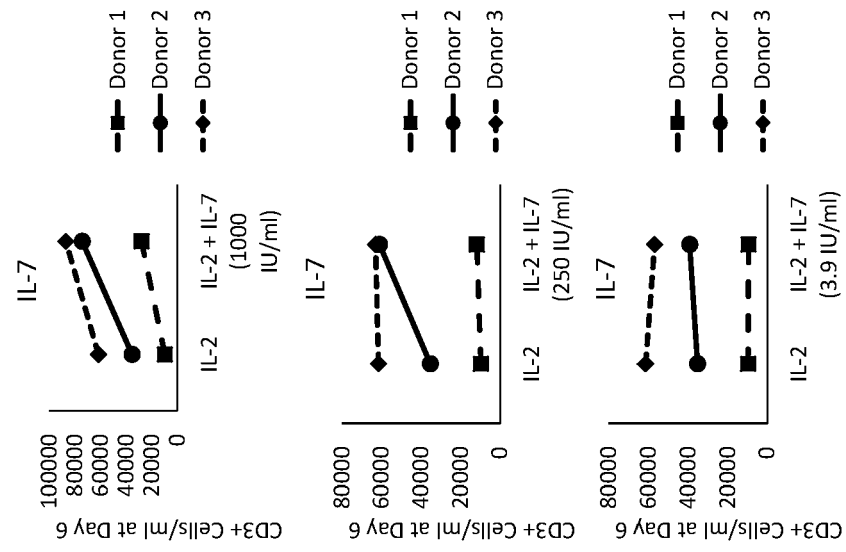 IL-7
CD3+ Cells/ml at Day 6
100000
80000
60000
40000
20000
0
IL-2
IL-2 + IL-7
(1000
IU/ml)
Donor 1
Donor 2
Donor 3
IL-7
CD3+ Cells/ml at Day 6
80000
60000
40000
20000
0
IL-2
IL-2 + IL-7
(250 IU/ml)
Donor 1
Donor 2
Donor 3
IL-7
CD3+ Cells/ml at Day 6
80000
60000
40000
20000
0
IL-2
IL-2 + IL-7
(3.9 IU/ml)
Donor 1
Donor 2
Donor 3